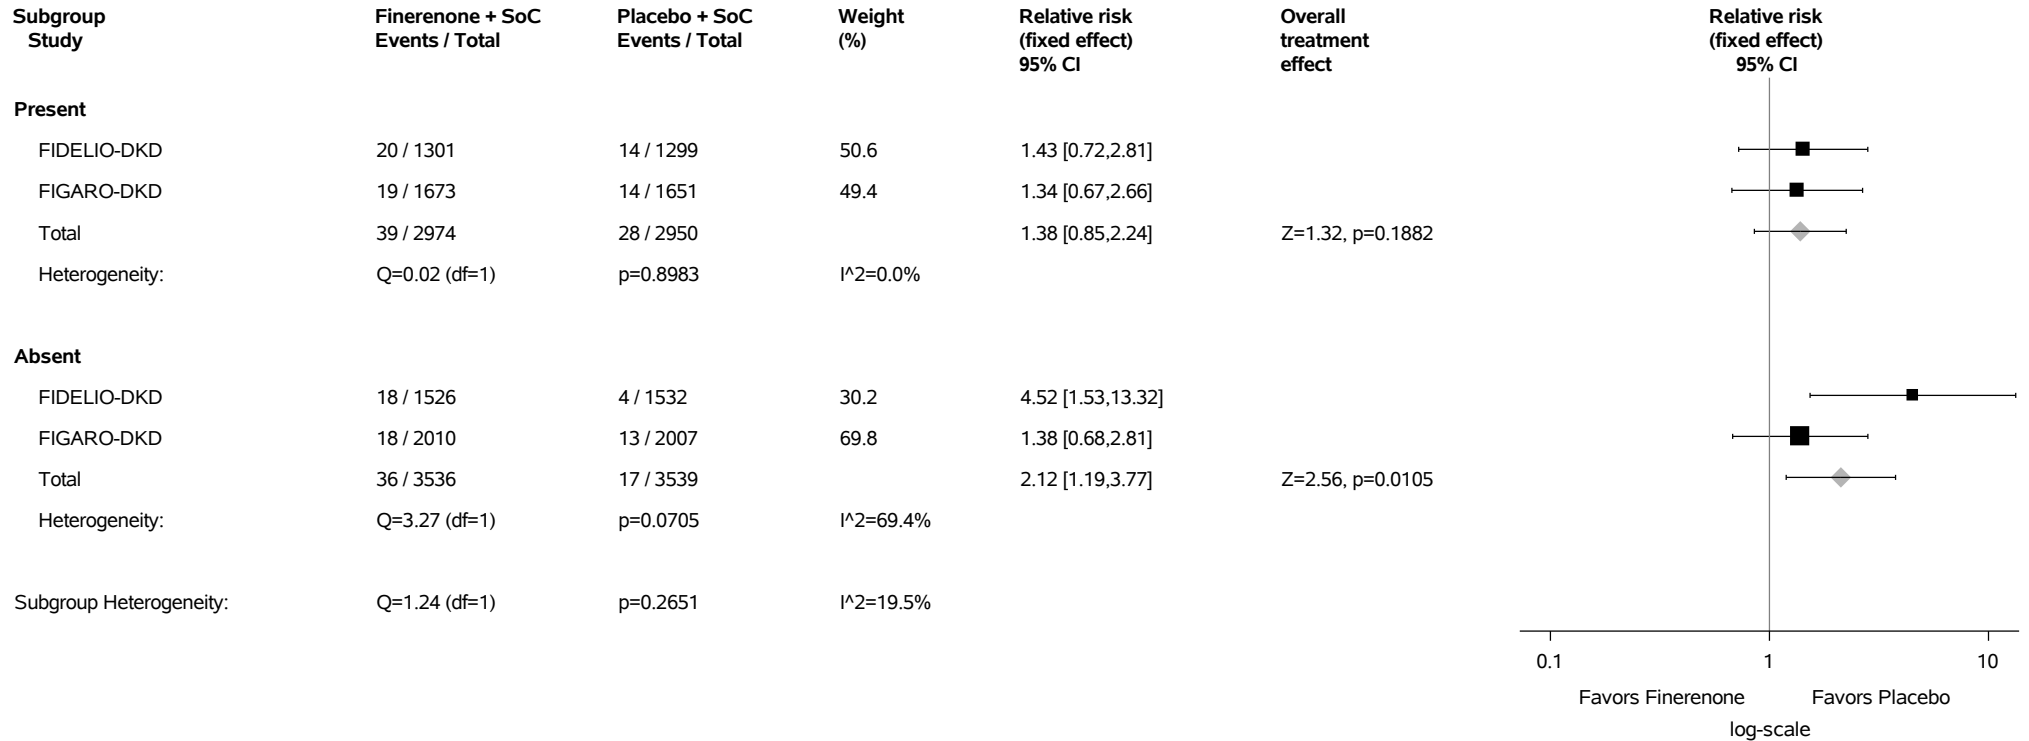 Subgroup Finerenone + SoC Placebo + SoC Weight Relative risk Overall Relative risk
Study Events / Total Events / Total (%) (fixed effect) treatment (fixed effect)
95% CI effect 95% CI
Present
FIDELIO-DKD 20 / 1301 14 / 1299 50.6 1.43 [0.72,2.81]
FIGARO-DKD 19 / 1673 14 / 1651 49.4 1.34 [0.67,2.66]
Total 39 / 2974 28 / 2950 1.38 [0.85,2.24] Z=1.32, p=0.1882
Heterogeneity: Q=0.02 (df=1) p=0.8983 I^2=0.0%
Absent
FIDELIO-DKD 18 / 1526 4 / 1532 30.2 4.52 [1.53,13.32]
FIGARO-DKD 18 / 2010 13 / 2007 69.8 1.38 [0.68,2.81]
Total 36 / 3536 17 / 3539 2.12 [1.19,3.77] Z=2.56, p=0.0105
Heterogeneity: Q=3.27 (df=1) p=0.0705 I^2=69.4%
Subgroup Heterogeneity: Q=1.24 (df=1) p=0.2651 I^2=19.5%
0.1 1 10
Favors Finerenone Favors Placebo
log-scale